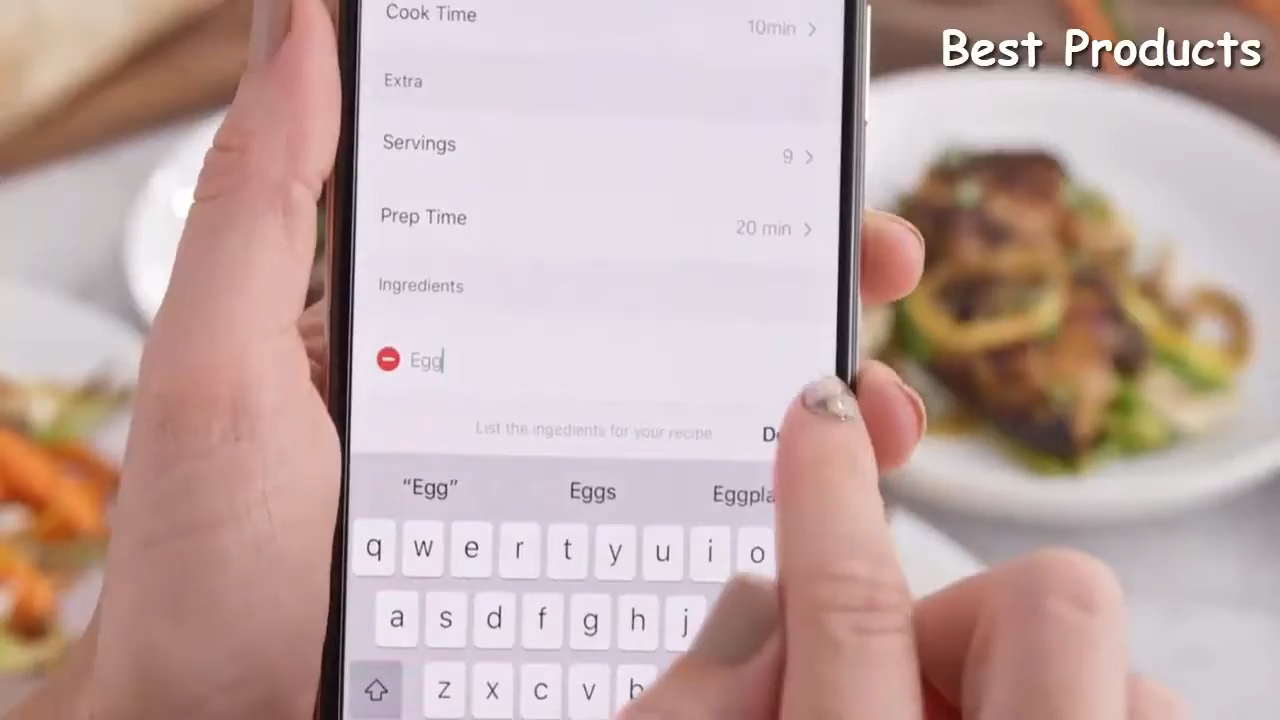 Best Products
Cook Time
10min
Extra
Servings
9
Prep Time
20 min
Ingredients
Egg
List the ingedients for your recipe
"Egg"
Eggs
q w e r t y u i o
a s d f g h j
z x c v b